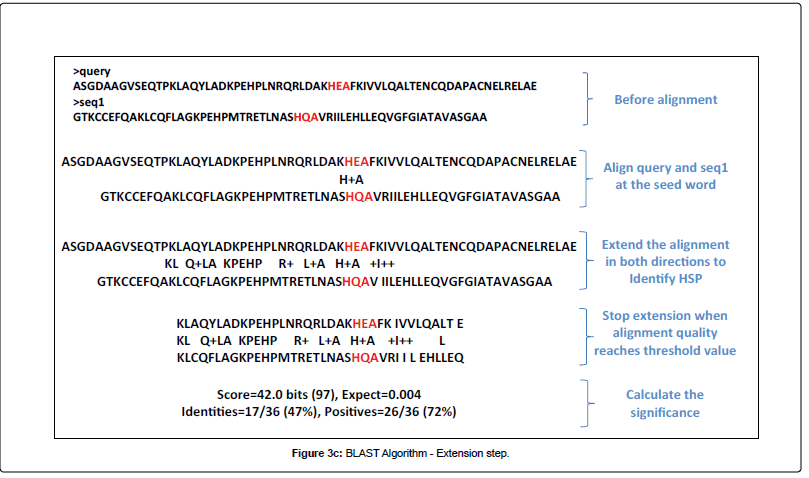 >query
ASGDAAGVSEQTPKLAQYLADKPEHPLNRQRLDAKHEAFKIVVLQALTENCQDAPACNELRELAE
>seq1
GTKCCEFQAKLCQFLAGKPEHPMTRETLNASHQAVRIILEHLLEQVGFGIATAVASGAA
Before alignment
ASGDAAGVSEQTPKLAQYLADKPEHPLNRQRLDAKHEAFKIVVLQALTENCQDAPACNELRELAE
H+A
GTKCCEFQAKLCQFLAGKPEHPMTRETLNASHQAVRIILEHLLEQVGFGIATAVASGAA
Align query and seq1
at the seed word
ASGDAAGVSEQTPKLAQYLADKPEHPLNRQRLDAKHEAFKIVVLQALTENCQDAPACNELRELAE
KL Q+LA KPEHP R+ L+A H+A +I++
GTKCCEFQAKLCQFLAGKPEHPMTRETLNASHQAV IILEHLLEQVGFGIATAVASGAA
Extend the alignment
in both directions to
Identify HSP
KLAQYLADKPEHPLNRQRLDAKHEAFK IVVLQALT E
KL Q+LA KPEHP R+ L+A H+A +I++ L
KLCQFLAGKPEHPMTRETLNASHQAVRI I L EHLLEQ
Stop extension when
alignment quality
reaches threshold value
Score=42.0 bits (97), Expect=0.004
Identities=17/36 (47%), Positives=26/36 (72%)
Calculate the
significance
Figure 3c: BLAST Algorithm - Extension step.